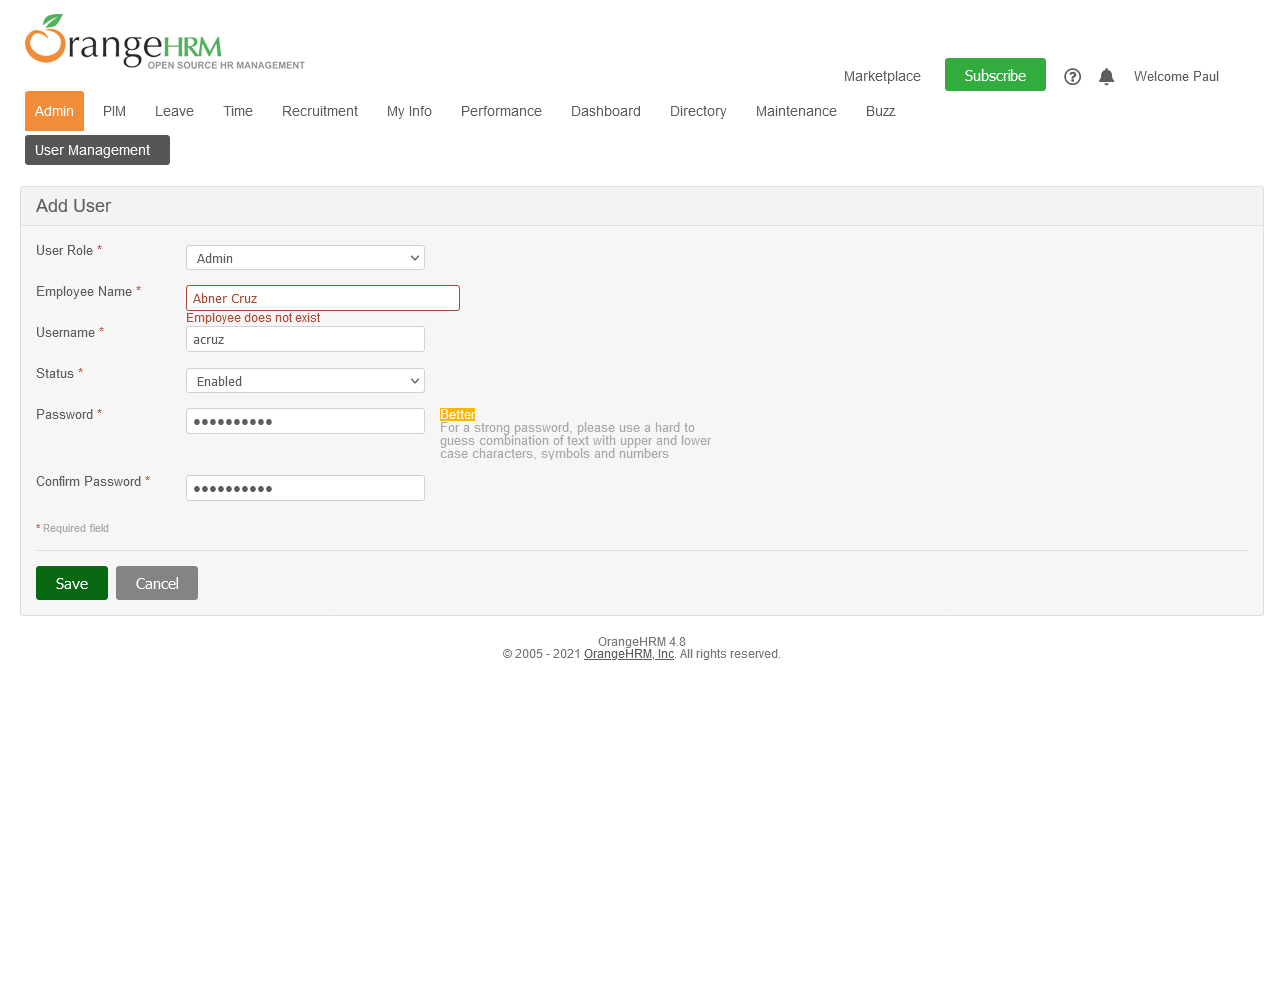 OrangeHRM
OPEN SOURCE HR MANAGEMENT
Marketplace Subscribe Welcome Paul
Admin PIM Leave Time Recruitment My Info Performance Dashboard Directory Maintenance Buzz
User Management
Add User
User Role * Admin
Employee Name * Abner Cruz
Employee does not exist
Username * acruz
Status * Enabled
Password * ●●●●●●●●●● Better
For a strong password, please use a hard to
guess combination of text with upper and lower
case characters, symbols and numbers
Confirm Password * ●●●●●●●●●●
* Required field
Save Cancel
OrangeHRM 4.8
© 2005 - 2021 OrangeHRM, Inc. All rights reserved.